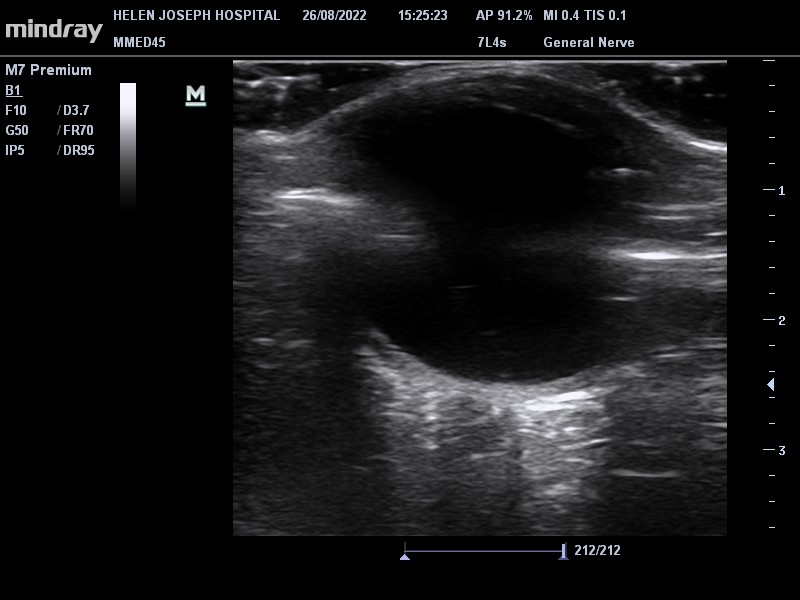 mindray
HELEN JOSEPH HOSPITAL 26/08/2022 15:25:23 AP 91.2% MI 0.4 TIS 0.1
MMED45 7L4s General Nerve
M7 Premium
B1
F10 / D3.7
G50 / FR70
IP5 / DR95
M
1
2
3
212/212